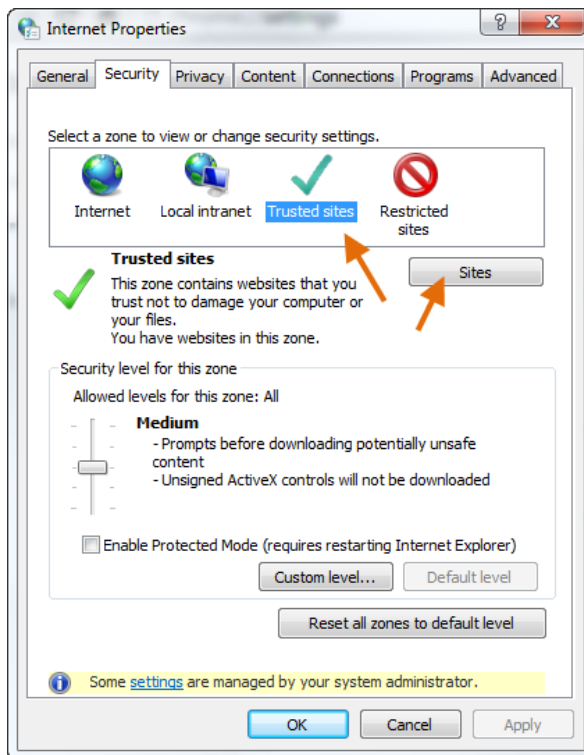 Internet Properties
General Security Privacy Content Connections Programs Advanced
Select a zone to view or change security settings.
Internet Local intranet Trusted sites Restricted
sites
Trusted sites
Sites
This zone contains websites that you
trust not to damage your computer or
your files.
You have websites in this zone.
Security level for this zone
Allowed levels for this zone: All
Medium
- Prompts before downloading potentially unsafe
content
- Unsigned ActiveX controls will not be downloaded
Enable Protected Mode (requires restarting Internet Explorer)
Custom level... Default level
Reset all zones to default level
Some settings are managed by your system administrator.
OK Cancel Apply